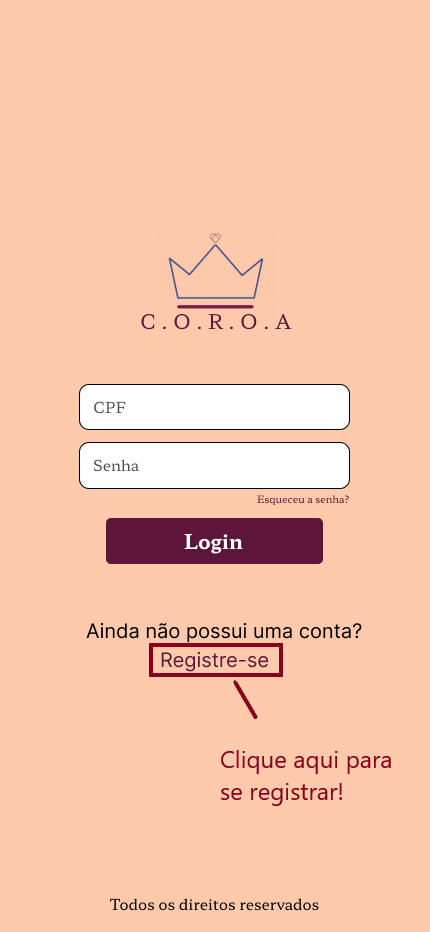 C.O.R.O.A
CPF
Senha
Esqueceu a senha?
Login
Ainda não possui uma conta?
Registre-se
Clique aqui para
se registrar!
Todos os direitos reservados